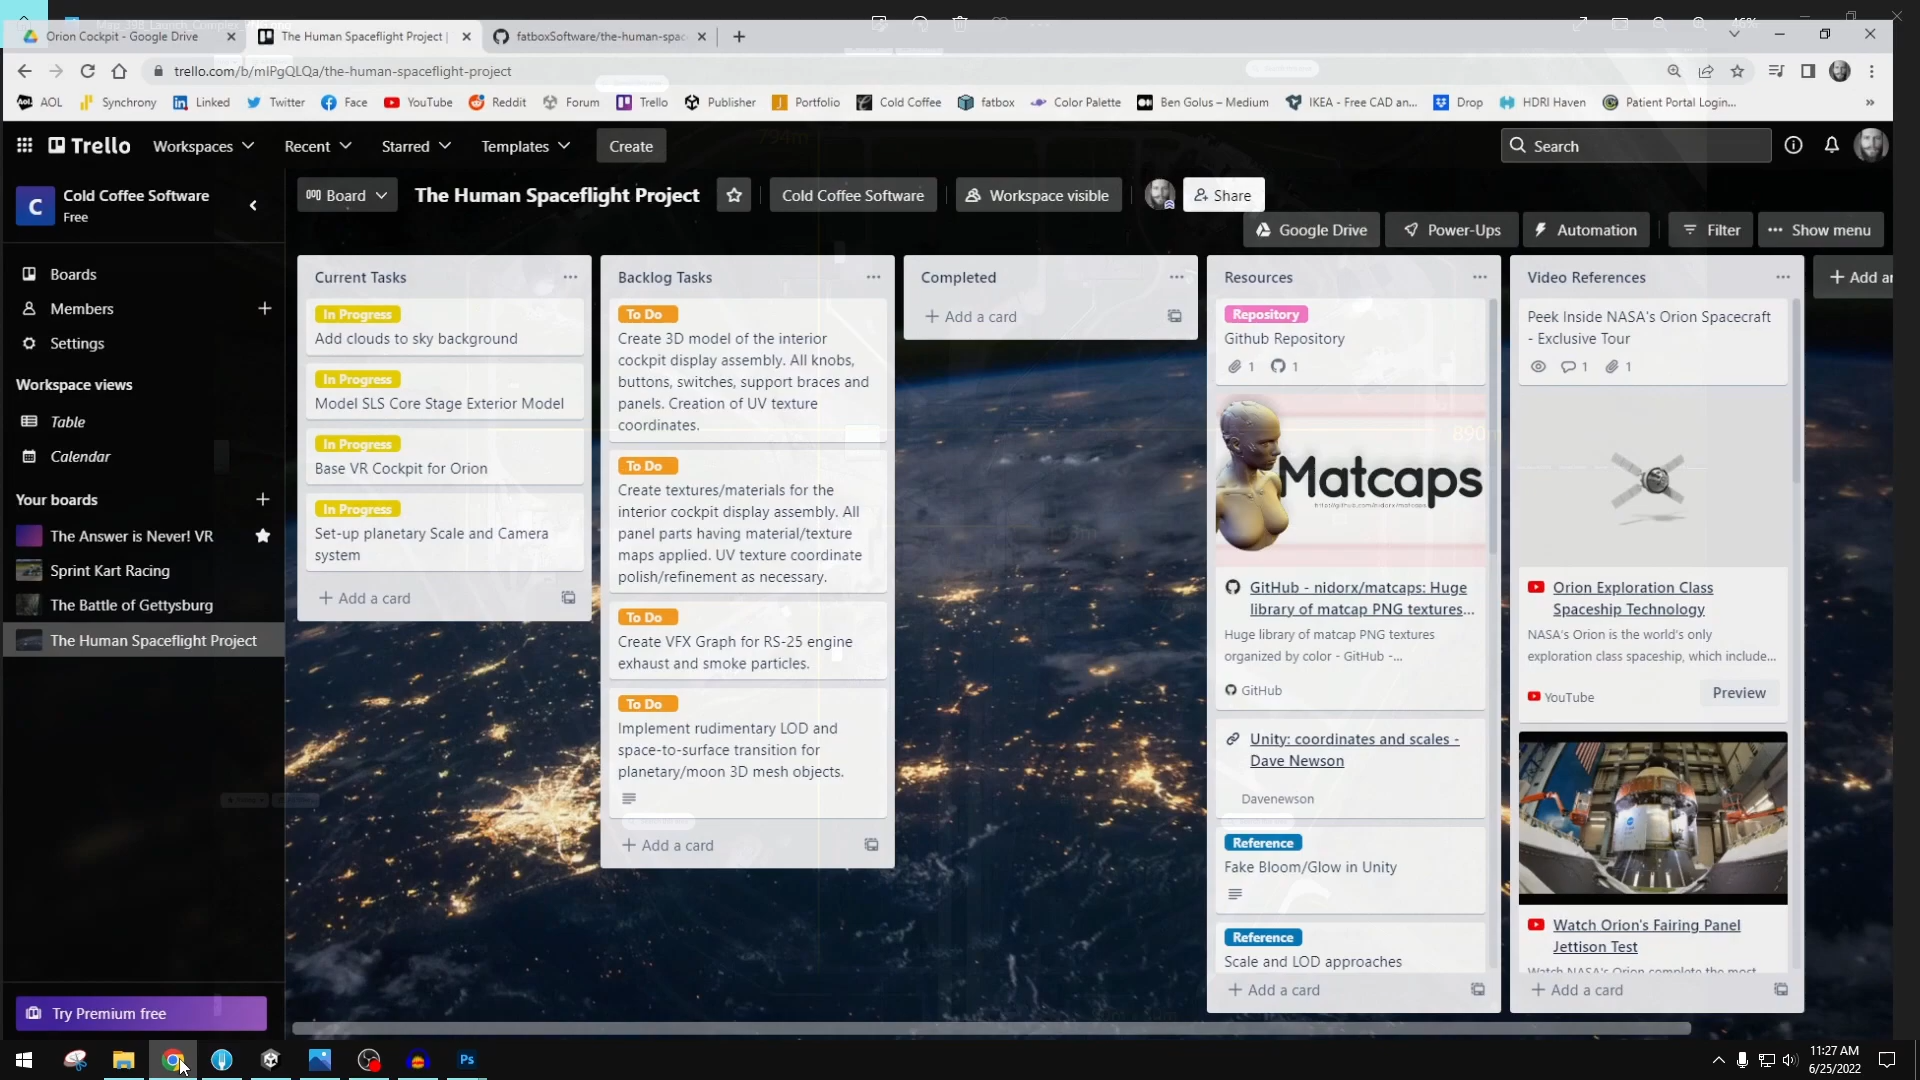 Orion Cockpit - Google Drive
The Human Spaceflight Project |
fatboxSoftware/the-human-spac
trello.com/b/mIPgQLQa/the-human-spaceflight-project
AOL
Synchrony
Linked
Twitter
Face
YouTube
Reddit
Forum
Trello
Publisher
Portfolio
Cold Coffee
fatbox
Color Palette
Ben Golus – Medium
IKEA - Free CAD an...
Drop
HDRI Haven
Patient Portal Login...
Trello
Workspaces
Recent
Starred
Templates
Create
Search
C
Cold Coffee Software
Free
Board
The Human Spaceflight Project
Cold Coffee Software
Workspace visible
Share
Google Drive
Power-Ups
Automation
Filter
Show menu
Boards
Members
Settings
Workspace views
Table
Calendar
Your boards
The Answer is Never! VR
Sprint Kart Racing
The Battle of Gettysburg
The Human Spaceflight Project
Try Premium free
Current Tasks
In Progress
Add clouds to sky background
In Progress
Model SLS Core Stage Exterior Model
In Progress
Base VR Cockpit for Orion
In Progress
Set-up planetary Scale and Camera
system
Add a card
Backlog Tasks
To Do
Create 3D model of the interior
cockpit display assembly. All knobs,
buttons, switches, support braces and
panels. Creation of UV texture
coordinates.
To Do
Create textures/materials for the
interior cockpit display assembly. All
panel parts having material/texture
maps applied. UV texture coordinate
polish/refinement as necessary.
To Do
Create VFX Graph for RS-25 engine
exhaust and smoke particles.
To Do
Implement rudimentary LOD and
space-to-surface transition for
planetary/moon 3D mesh objects.
Add a card
Completed
Add a card
Resources
Repository
Github Repository
1
1
Matcaps
GitHub - nidorx/matcaps: Huge
library of matcap PNG textures...
Huge library of matcap PNG textures
organized by color - GitHub -...
GitHub
Unity: coordinates and scales -
Dave Newson
Davenewson
Reference
Fake Bloom/Glow in Unity
Reference
Scale and LOD approaches
Add a card
Video References
Peek Inside NASA's Orion Spacecraft
- Exclusive Tour
1
1
Orion Exploration Class
Spaceship Technology
NASA's Orion is the world's only
exploration class spaceship, which include...
YouTube
Preview
Watch Orion's Fairing Panel
Jettison Test
Watch NASA's Orion complete the most
Add a card
Add a
Ps
11:27 AM
6/25/2022